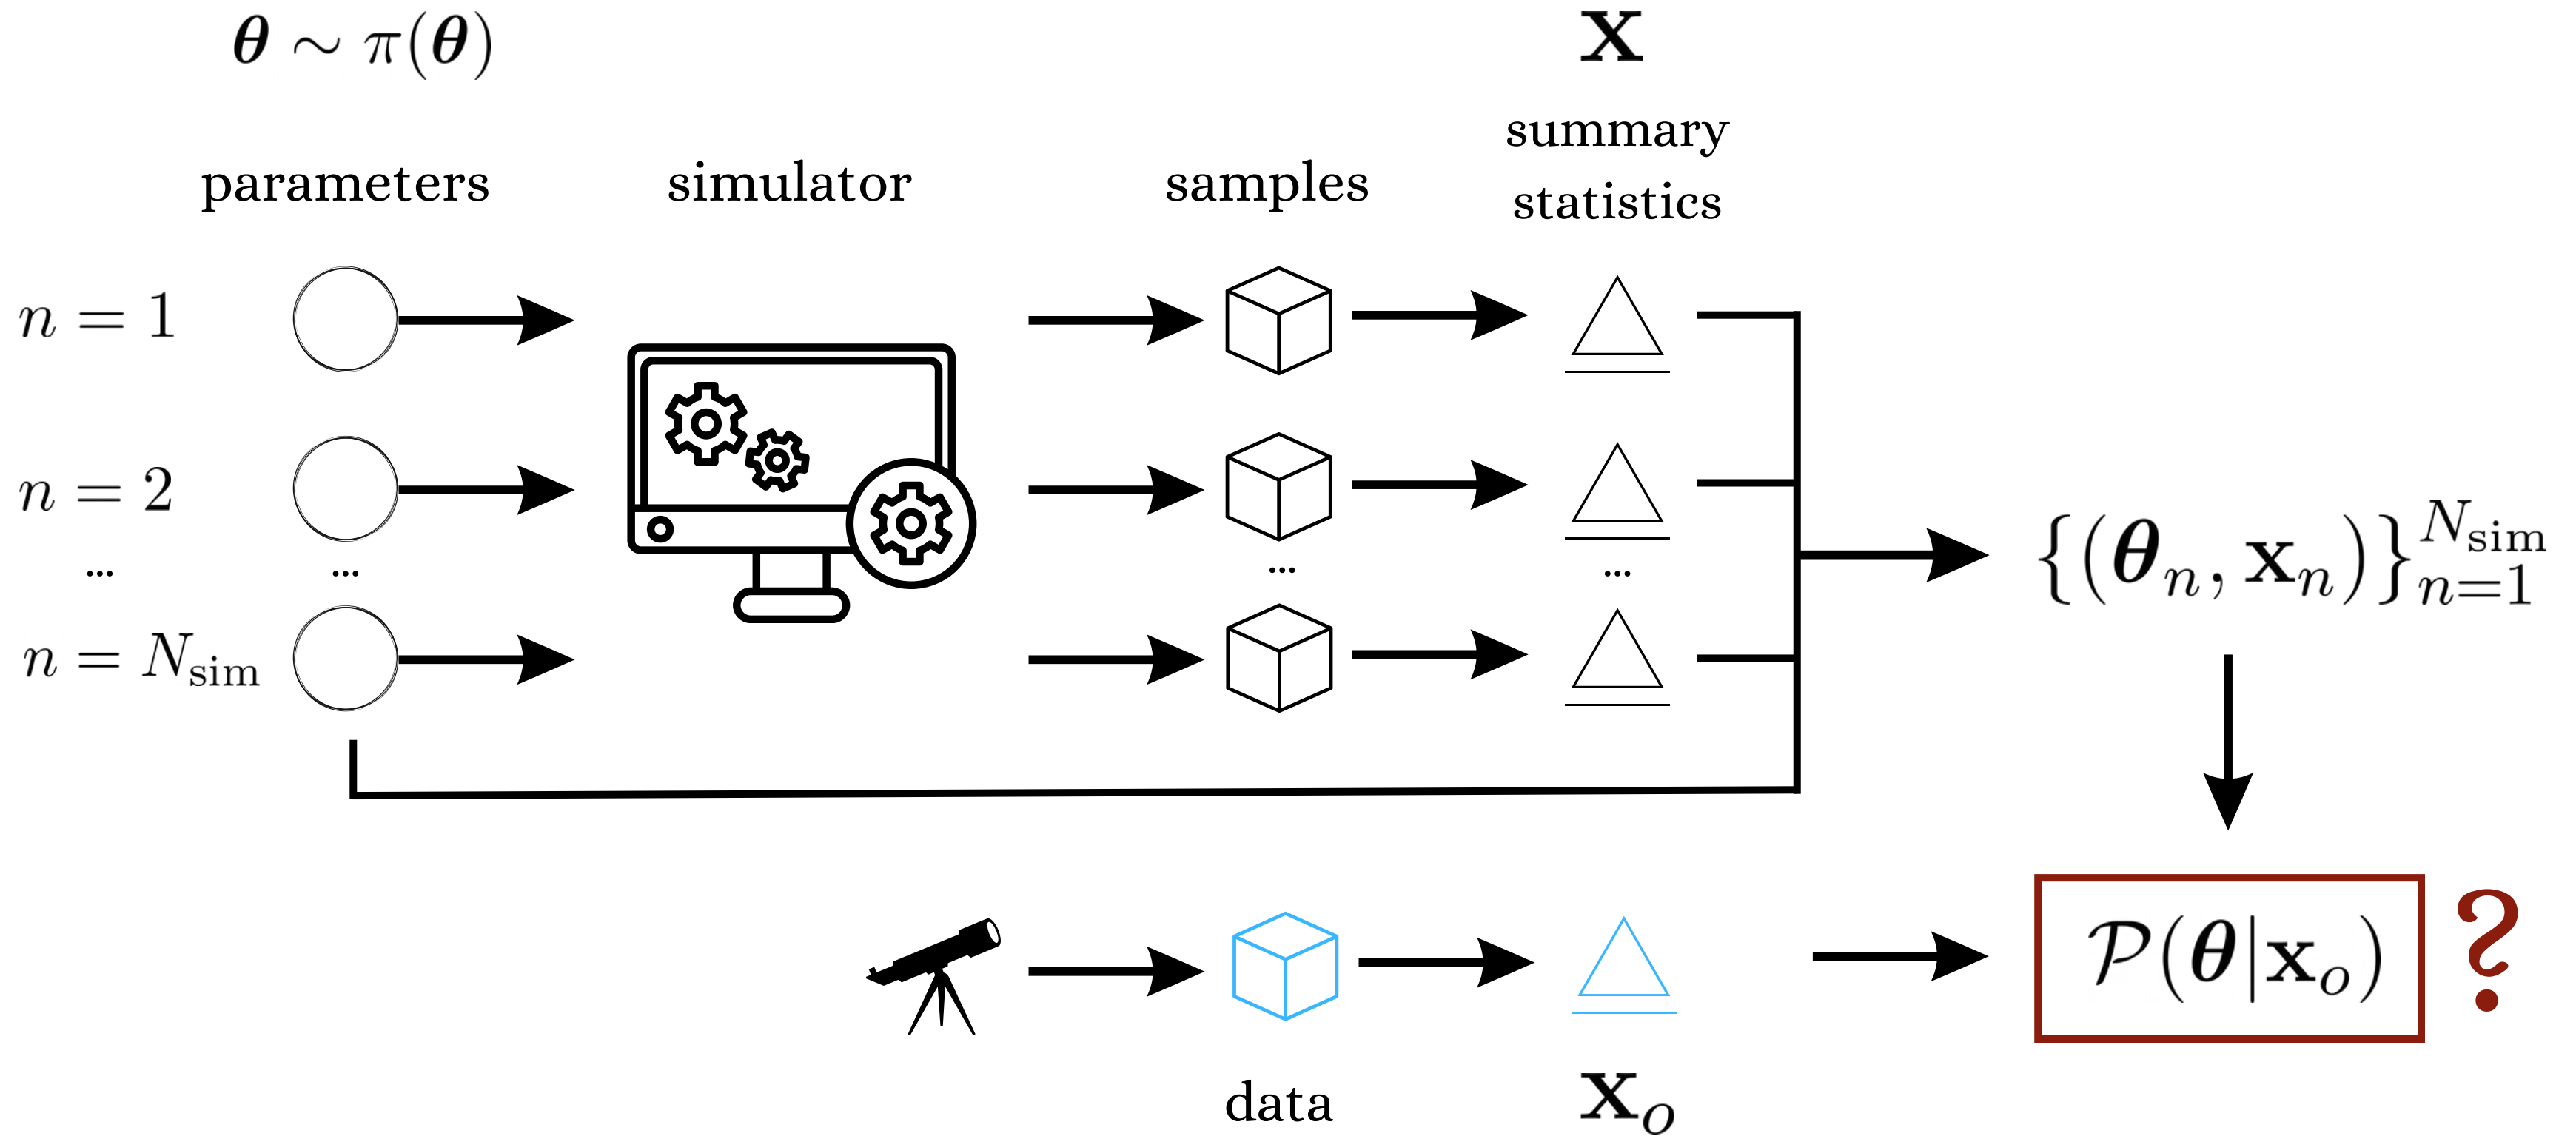 θ ∼ π(θ)
x
summary
statistics
parameters
simulator
samples
n = 1
n = 2
... ... ... ...
n = N_sim
{(θ_n, x_n)}_{n=1}^{N_sim}
P(θ|x_o) ?
data
x_o